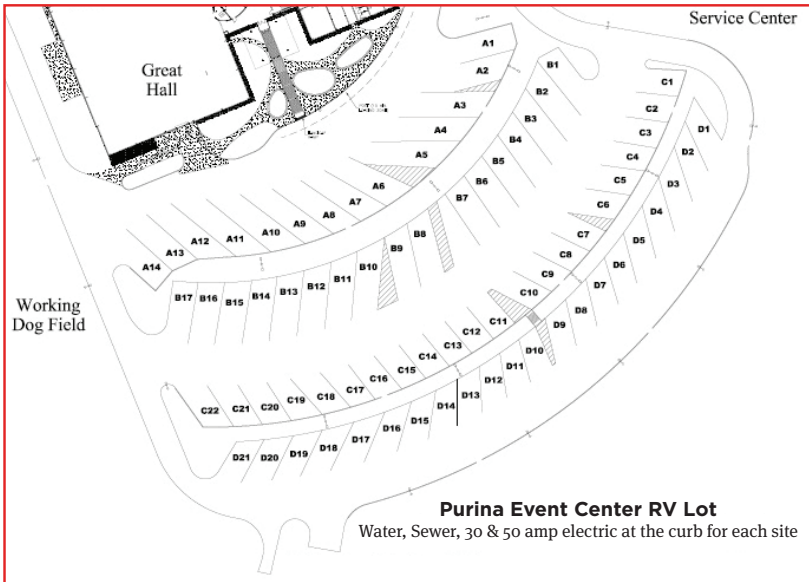 Service Center
Great
Hall
Working
Dog Field
A1
A2
A3
A4
A5
A6
A7
A8
A9
A10
A11
A12
A13
A14
B1
B2
B3
B4
B5
B6
B7
B8
B9
B10
B11
B12
B13
B14
B15
B16
B17
C1
C2
C3
C4
C5
C6
C7
C8
C9
C10
C11
C12
C13
C14
C15
C16
C17
C18
C19
C20
C21
C22
D1
D2
D3
D4
D5
D6
D7
D8
D9
D10
D11
D12
D13
D14
D15
D16
D17
D18
D19
D20
D21
Purina Event Center RV Lot
Water, Sewer, 30 & 50 amp electric at the curb for each site